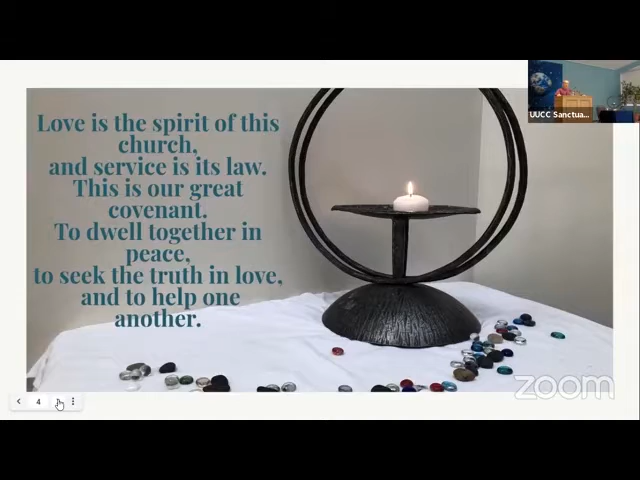 UUCC Sanctua...
Love is the spirit of this
church,
and service is its law.
This is our great
covenant.
To dwell together in
peace,
to seek the truth in love,
and to help one
another.
zoom
4